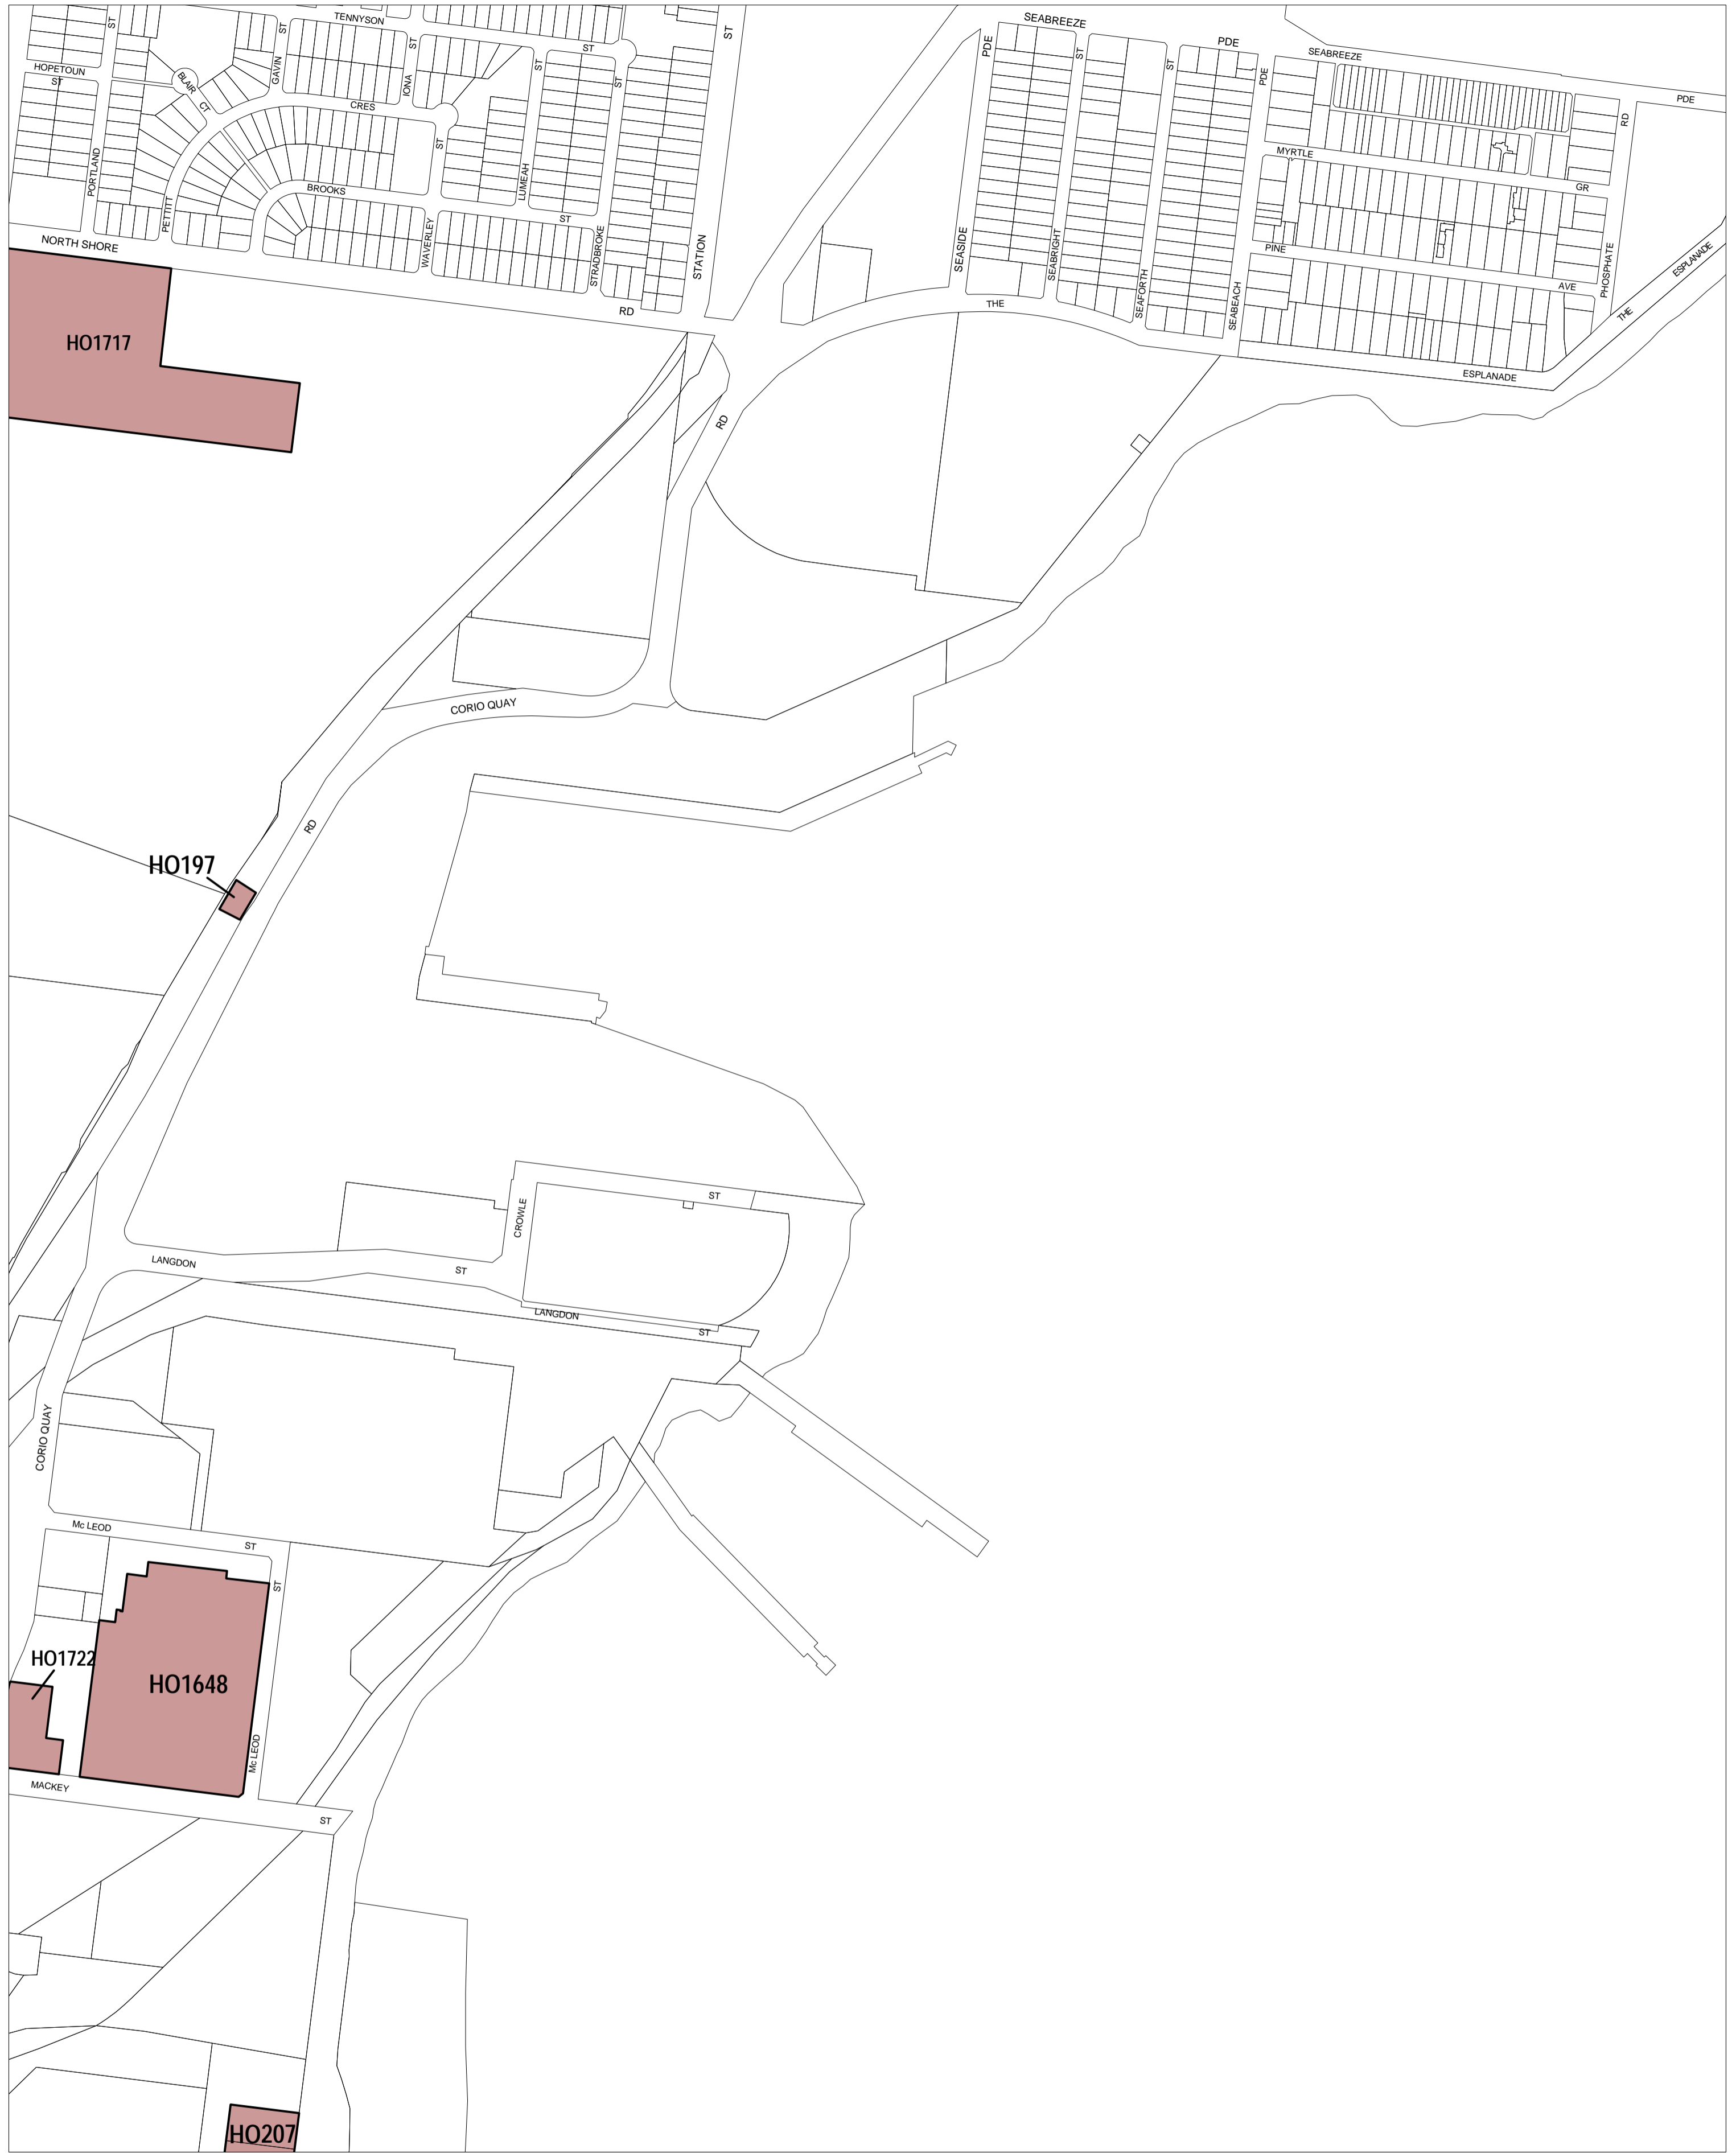 TENNYSON
ST
ST
HOPETOUN
ST
BLAIR
CT
ST
GAVIN
ST
IONA
CRES
ST
ST
ST
ST
PORTLAND
PETTITT
BROOKS
LUMEAH
WAVERLEY
ST
STRADBROKE
STATION
NORTH SHORE
RD
SEABREEZE
PDE
ST
ST
PDE
PDE
SEABREEZE
PDE
RD
MYRTLE
GR
SEASIDE
SEABRIGHT
SEAFORTH
SEABEACH
PINE
AVE
PHOSPHATE
ESPLANADE
THE
THE
ESPLANADE
HO1717
RD
CORIO QUAY
RD
HO197
CROWLE
ST
LANGDON
ST
LANGDON
ST
CORIO QUAY
Mc LEOD
ST
ST
HO1722
HO1648
Mc LEOD
MACKEY
ST
HO207